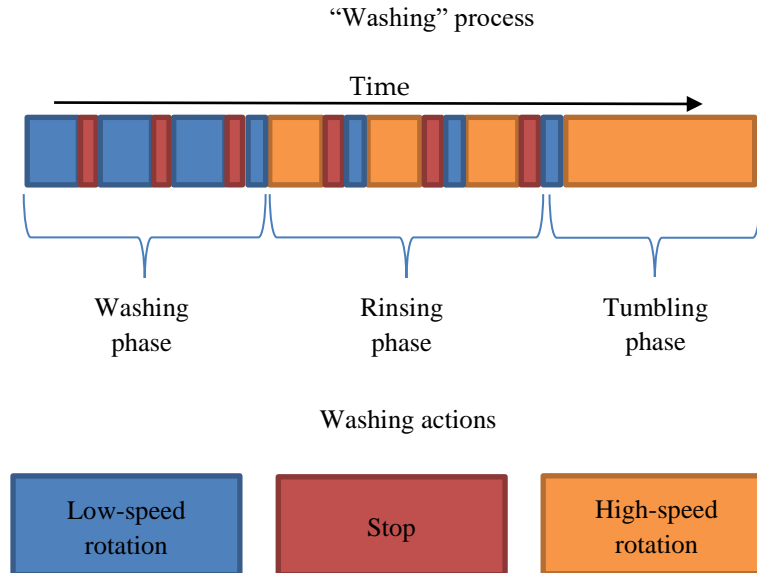 “Washing” process
Time
Washing
phase
Rinsing
phase
Tumbling
phase
Washing actions
Low-speed
rotation
Stop
High-speed
rotation